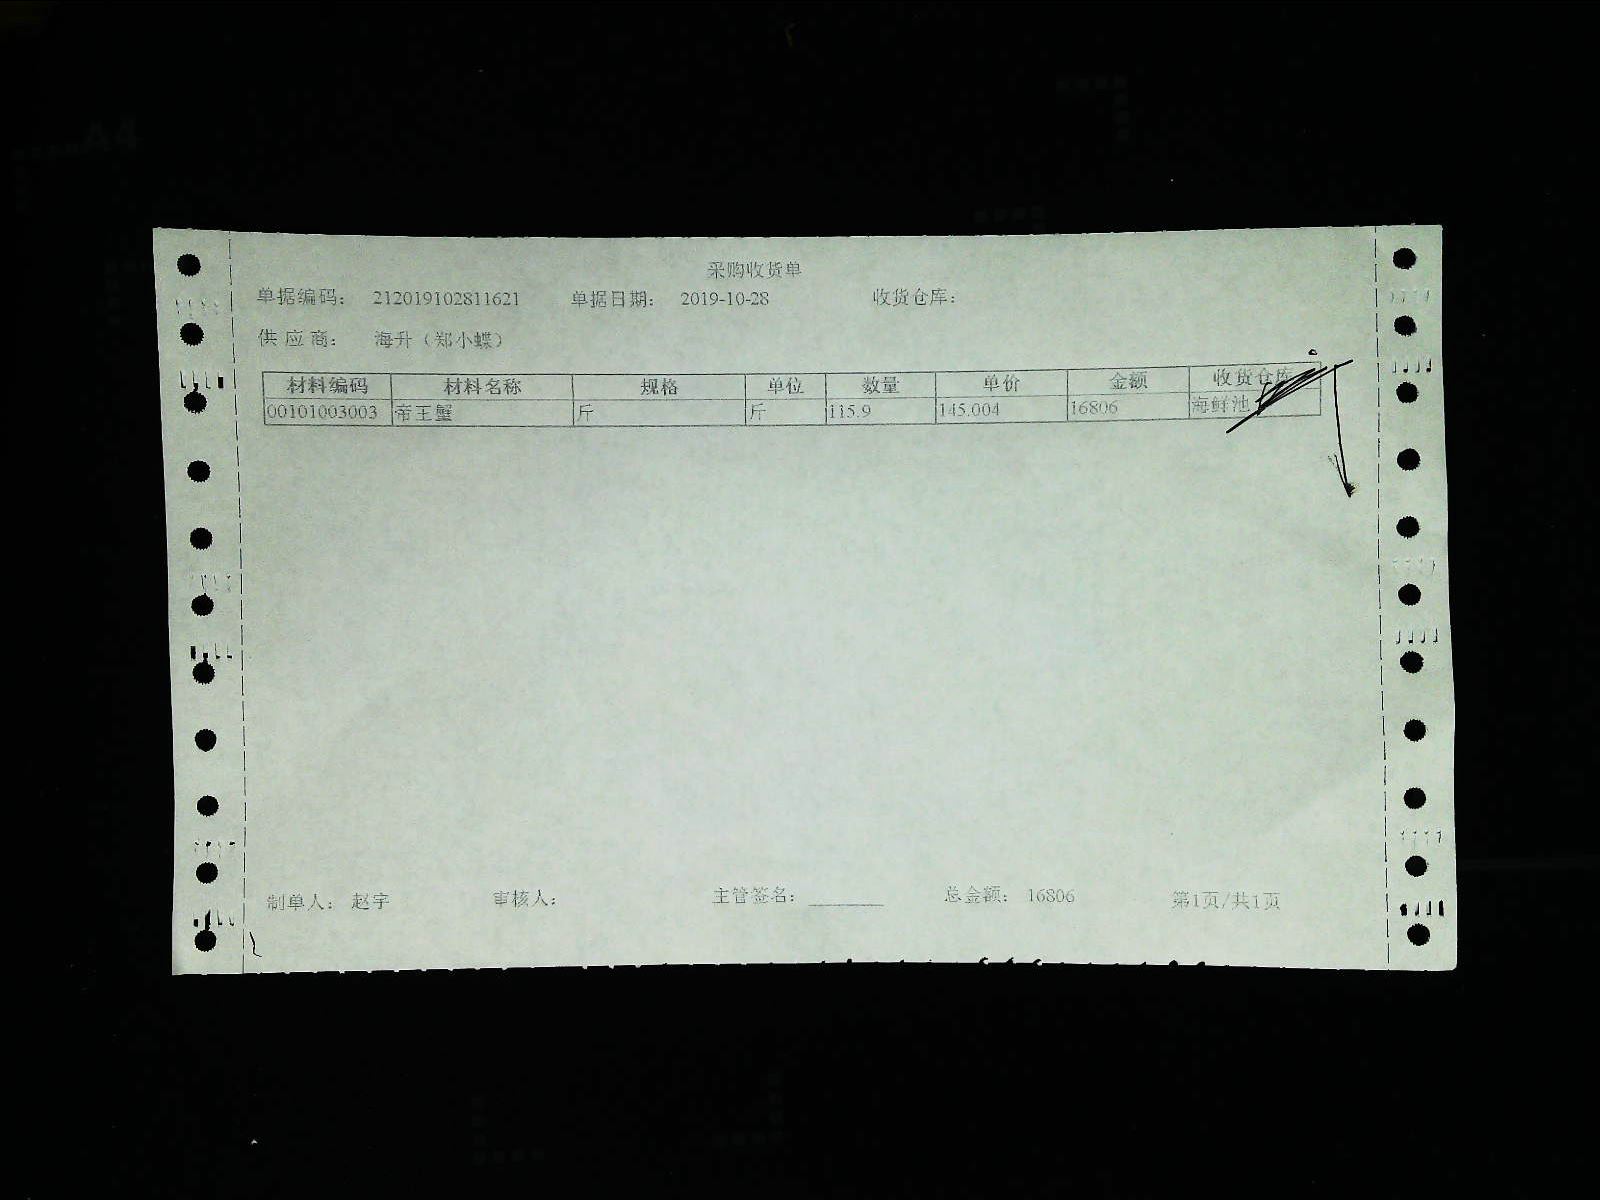 采购收货单
单据编码： 212019102811621 单据日期： 2019-10-28 收货仓库：
供 应 商： 海升（郑小蝶）
材料编码 材料名称 规格 单位 数量 单价 金额 收货仓库
00101003003 帝王蟹 斤 斤 115.9 145.004 16806 海鲜池
制单人： 赵宇 审核人： 主管签名： ________ 总金额： 16806 第1页/共1页